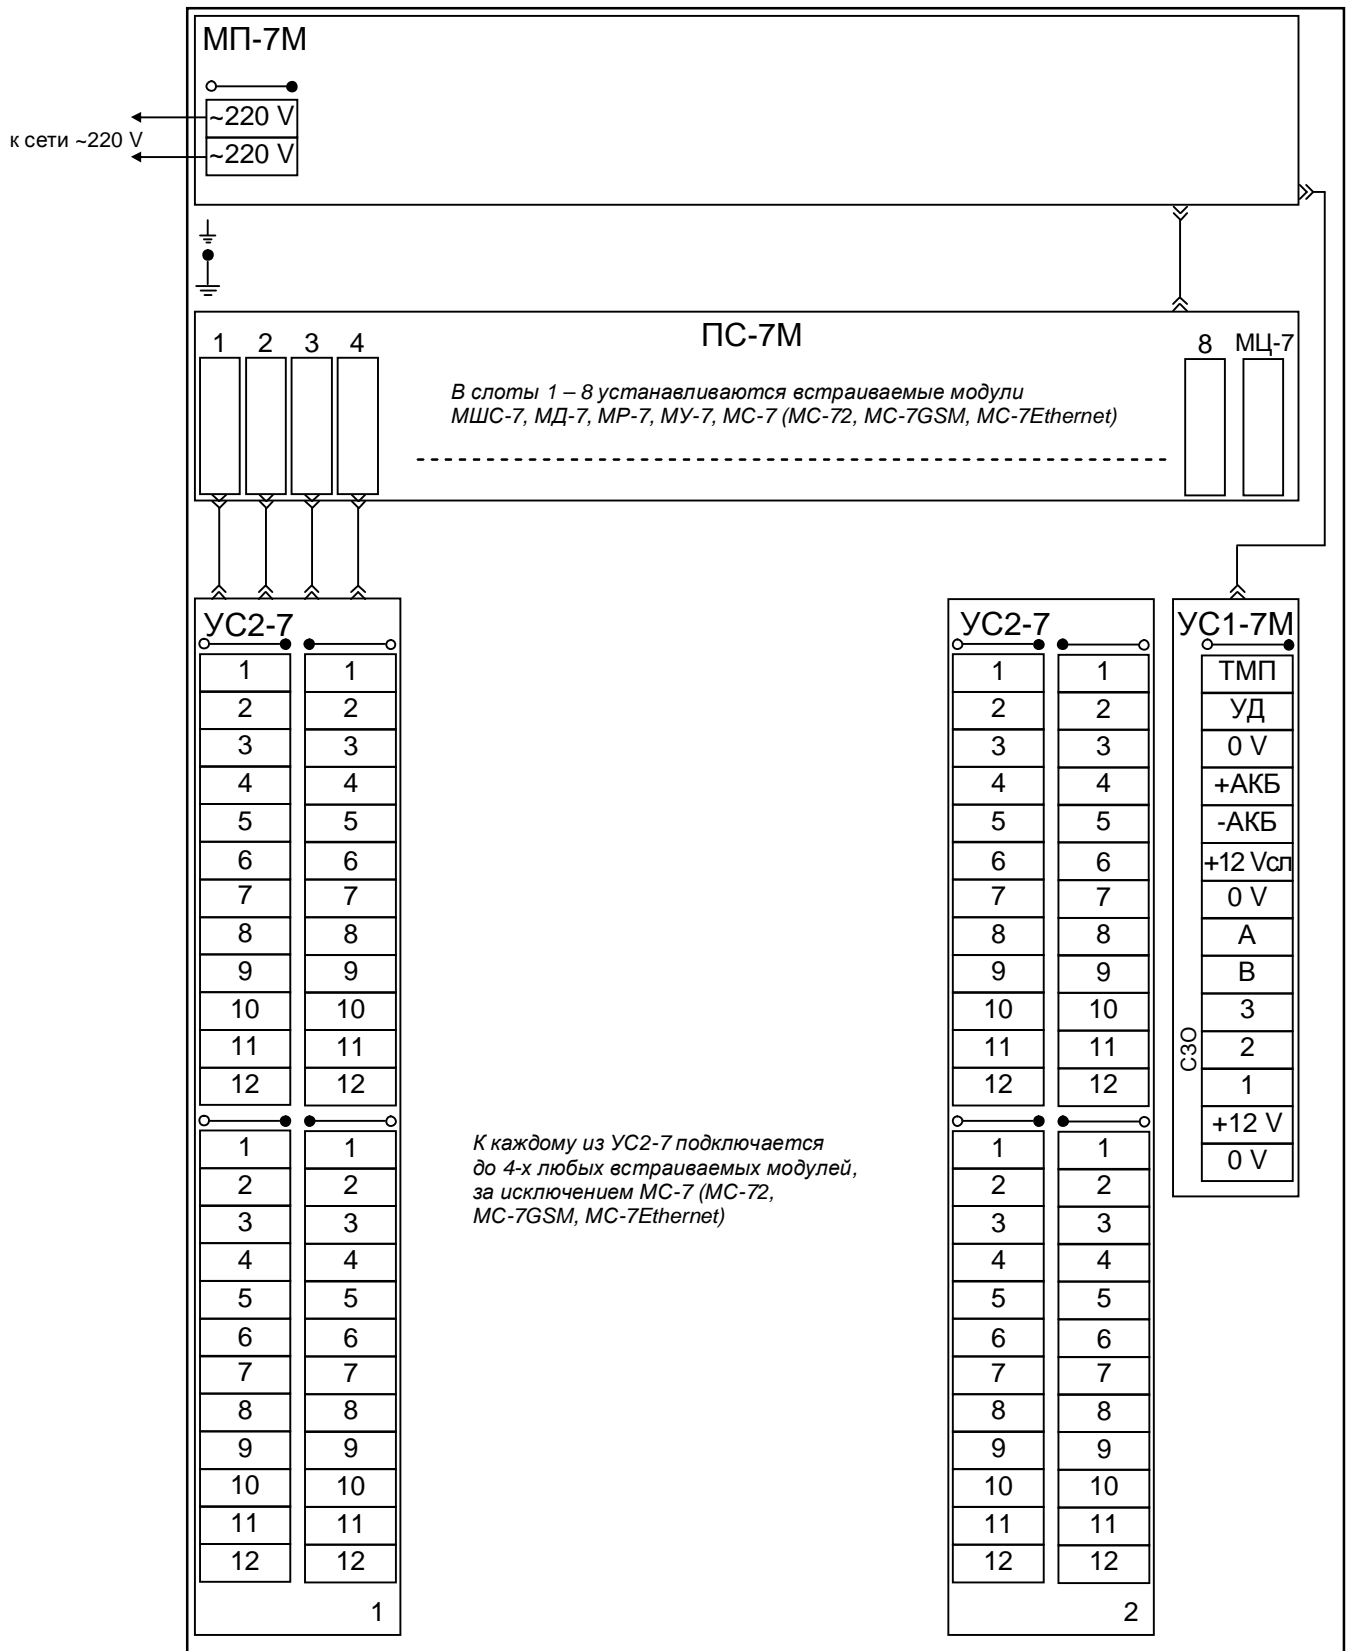 МП-7М
~220 V
к сети ~220 V
~220 V
ПС-7М
1 2 3 4
8 МЦ-7
В слоты 1 – 8 устанавливаются встраиваемые модули
МШС-7, МД-7, МР-7, МУ-7, МС-7 (МС-72, МС-7GSM, МС-7Ethernet)
УС2-7
1 1
2 2
3 3
4 4
5 5
6 6
7 7
8 8
9 9
10 10
11 11
12 12
1 1
2 2
3 3
4 4
5 5
6 6
7 7
8 8
9 9
10 10
11 11
12 12
1
К каждому из УС2-7 подключается
до 4-х любых встраиваемых модулей,
за исключением МС-7 (МС-72,
МС-7GSM, МС-7Ethernet)
УС2-7
1 1
2 2
3 3
4 4
5 5
6 6
7 7
8 8
9 9
10 10
11 11
12 12
1 1
2 2
3 3
4 4
5 5
6 6
7 7
8 8
9 9
10 10
11 11
12 12
2
УС1-7М
ТМП
УД
0 V
+АКБ
-АКБ
+12 Vсл
0 V
А
В
3
2
1
+12 V
0 V
СЗО